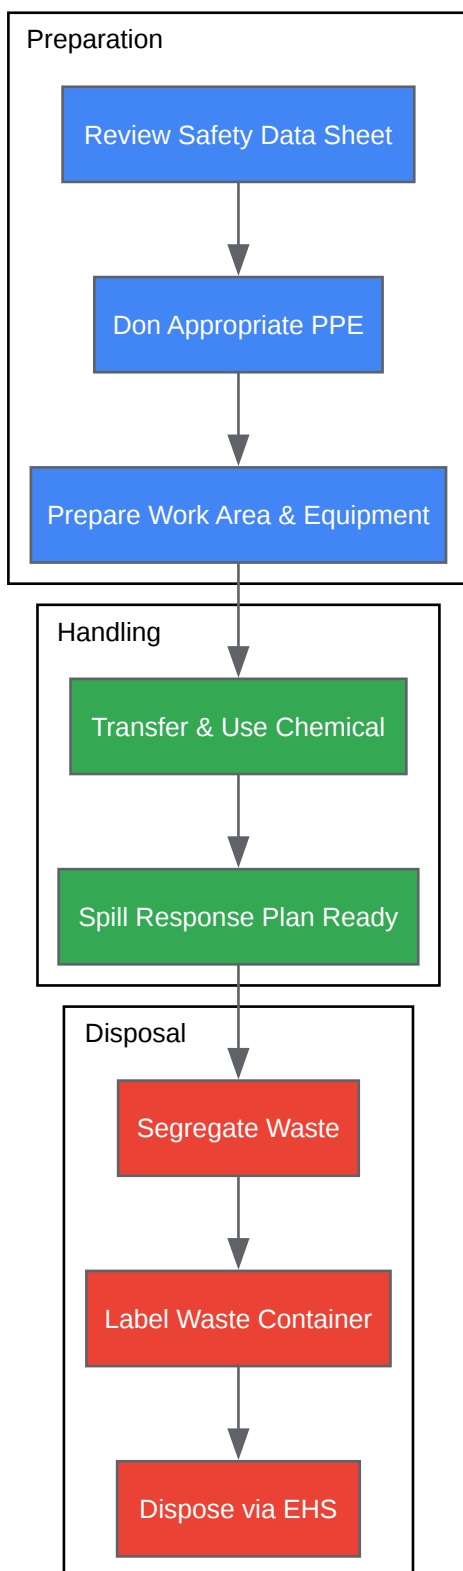 Preparation
Review Safety Data Sheet
Don Appropriate PPE
Prepare Work Area & Equipment
Handling
Transfer & Use Chemical
Spill Response Plan Ready
Disposal
Segregate Waste
Label Waste Container
Dispose via EHS